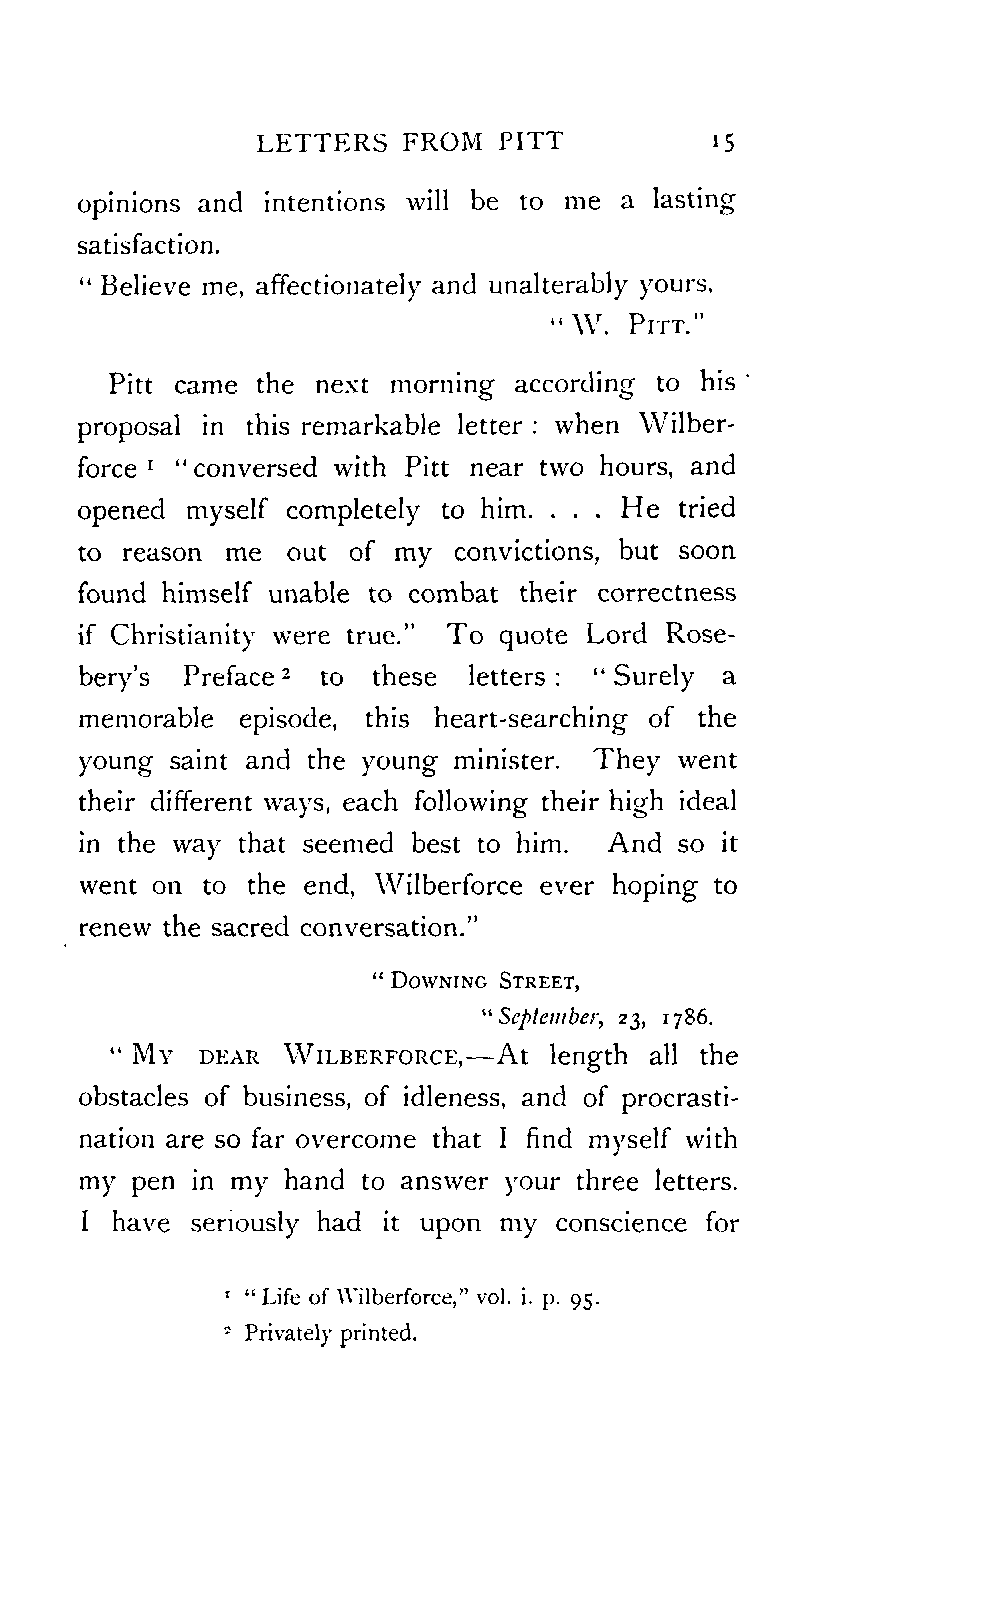 LETTERS FROM PITT 15
opinions and intentions will be to me a lasting
satisfaction.
“ Believe me, affectionately and unalterably yours,
“ W. PITT.”
Pitt came the next morning according to his
proposal in this remarkable letter : when Wilber-
force ¹ “conversed with Pitt near two hours, and
opened myself completely to him. . . . He tried
to reason me out of my convictions, but soon
found himself unable to combat their correctness
if Christianity were true.” To quote Lord Rose-
bery’s Preface ² to these letters : “ Surely a
memorable episode, this heart-searching of the
young saint and the young minister. They went
their different ways, each following their high ideal
in the way that seemed best to him. And so it
went on to the end, Wilberforce ever hoping to
renew the sacred conversation.”
“ DOWNING STREET,
“ September, 23, 1786.
“ MY DEAR WILBERFORCE,—At length all the
obstacles of business, of idleness, and of procrasti-
nation are so far overcome that I find myself with
my pen in my hand to answer your three letters.
I have seriously had it upon my conscience for
¹ “ Life of Wilberforce,” vol. i. p. 95.
² Privately printed.